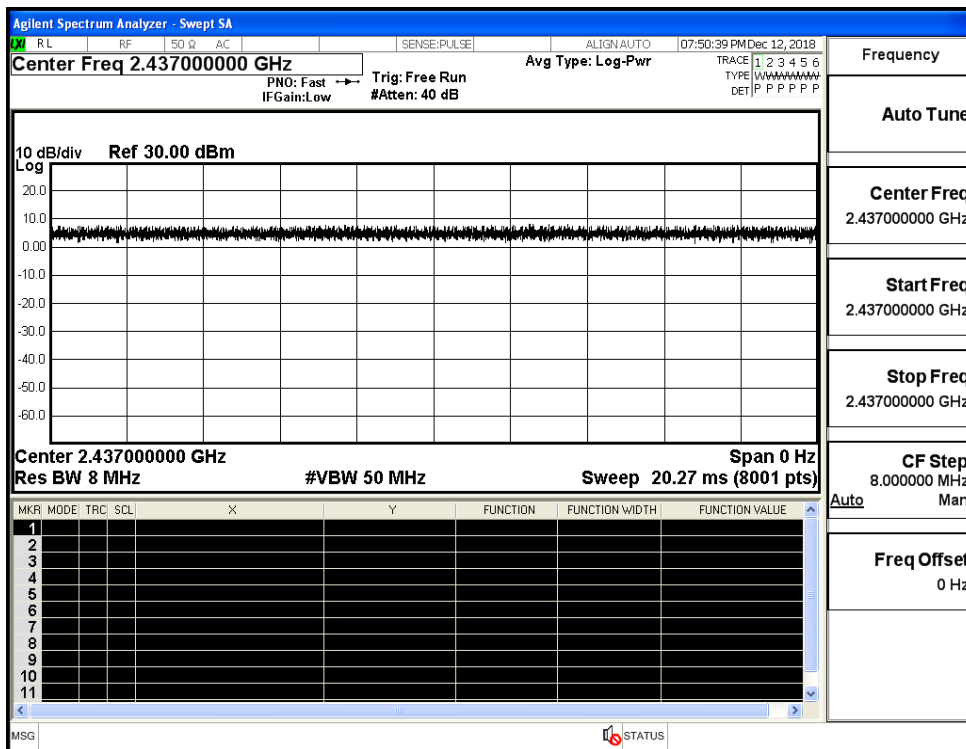 Agilent Spectrum Analyzer - Swept SA
LXI RL RF 50 Ω AC SENSE:PULSE ALIGN AUTO 07:50:39 PM Dec 12, 2018
Center Freq 2.437000000 GHz
PNO: Fast
IFGain:Low
Trig: Free Run
#Atten: 40 dB
Avg Type: Log-Pwr
TRACE 1 2 3 4 5 6
TYPE WWWWWW
DET P P P P P P
10 dB/div Ref 30.00 dBm
Log
20.0
10.0
0.00
-10.0
-20.0
-30.0
-40.0
-50.0
-60.0
Center 2.437000000 GHz Span 0 Hz
Res BW 8 MHz #VBW 50 MHz Sweep 20.27 ms (8001 pts)
MKR MODE TRC SCL X Y FUNCTION FUNCTION WIDTH FUNCTION VALUE
1
2
3
4
5
6
7
8
9
10
11
MSG STATUS
Frequency
Auto Tune
Center Freq
2.437000000 GHz
Start Freq
2.437000000 GHz
Stop Freq
2.437000000 GHz
CF Step
8.000000 MHz
Auto Man
Freq Offset
0 Hz